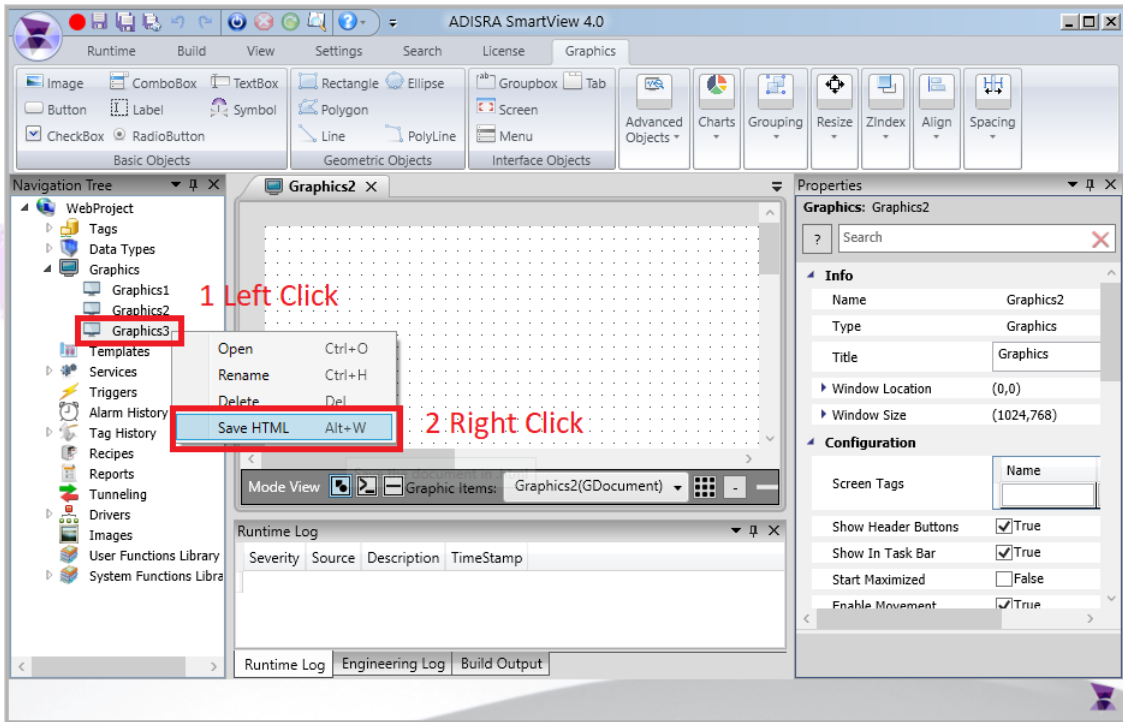 ADISRA SmartView 4.0
Runtime Build View Settings Search License Graphics
Image ComboBox TextBox Rectangle Ellipse Groupbox Tab
Button Label Symbol Polygon Screen
CheckBox RadioButton Line PolyLine Menu
Advanced Objects Charts Grouping Resize ZIndex Align Spacing
Basic Objects Geometric Objects Interface Objects
Navigation Tree
WebProject
Tags
Data Types
Graphics
Graphics1
Graphics2
Graphics3
Templates
Services
Triggers
Alarm History
Tag History
Recipes
Reports
Tunneling
Drivers
Images
User Functions Library
System Functions Libra
1 Left Click
Open Ctrl+O
Rename Ctrl+H
Delete Del
Save HTML Alt+W
2 Right Click
Graphics2
Mode View Graphic Items: Graphics2(GDocument)
Runtime Log
Severity Source Description TimeStamp
Runtime Log Engineering Log Build Output
Properties
Graphics: Graphics2
? Search
Info
Name Graphics2
Type Graphics
Title Graphics
Window Location (0,0)
Window Size (1024,768)
Configuration
Name
Screen Tags
Show Header Buttons True
Show In Task Bar True
Start Maximized False
Enable Movement True